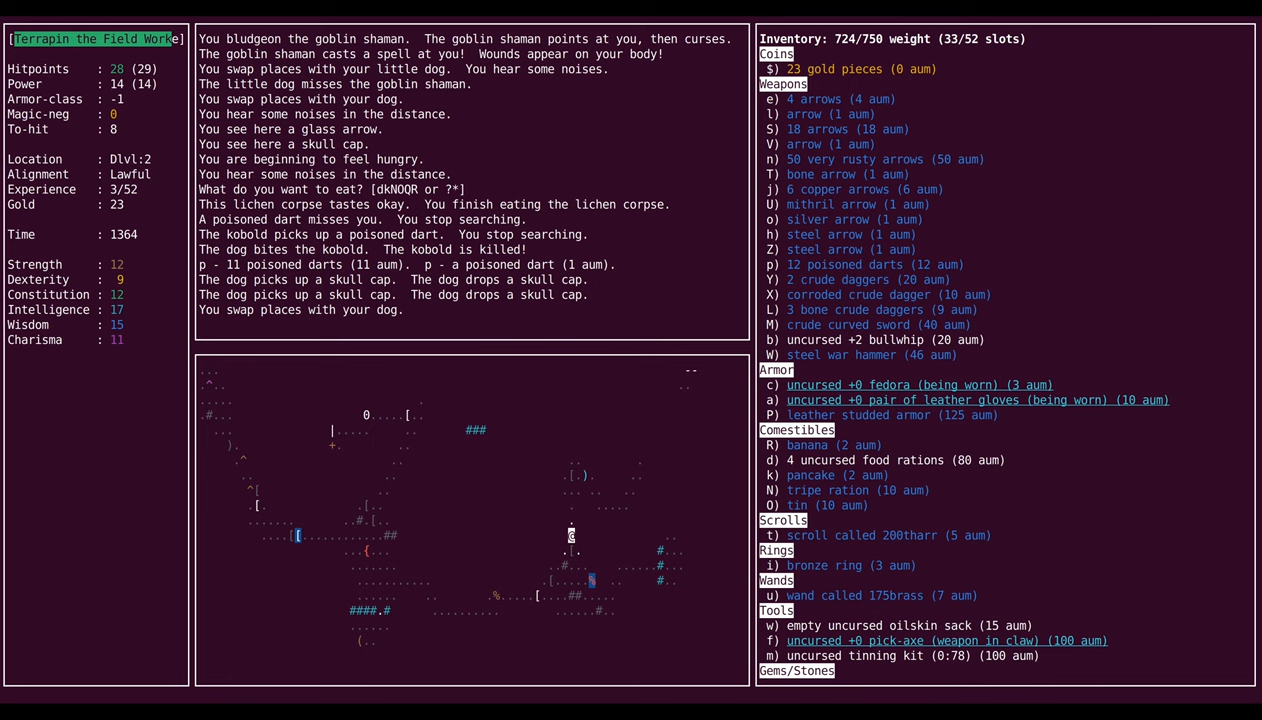 [Terrapin the Field Worke]
Hitpoints : 28 (29)
Power : 14 (14)
Armor-class : -1
Magic-neg : 0
To-hit : 8
Location : Dlvl:2
Alignment : Lawful
Experience : 3/52
Gold : 23
Time : 1364
Strength : 12
Dexterity : 9
Constitution : 12
Intelligence : 17
Wisdom : 15
Charisma : 11
You bludgeon the goblin shaman. The goblin shaman points at you, then curses.
The goblin shaman casts a spell at you! Wounds appear on your body!
You swap places with your little dog. You hear some noises.
The little dog misses the goblin shaman.
You swap places with your dog.
You hear some noises in the distance.
You see here a glass arrow.
You see here a skull cap.
You are beginning to feel hungry.
You hear some noises in the distance.
What do you want to eat? [dkNOQR or ?*]
This lichen corpse tastes okay. You finish eating the lichen corpse.
A poisoned dart misses you. You stop searching.
The kobold picks up a poisoned dart. You stop searching.
The dog bites the kobold. The kobold is killed!
p - 11 poisoned darts (11 aum). p - a poisoned dart (1 aum).
The dog picks up a skull cap. The dog drops a skull cap.
The dog picks up a skull cap. The dog drops a skull cap.
You swap places with your dog.
Inventory: 724/750 weight (33/52 slots)
Coins
$) 23 gold pieces (0 aum)
Weapons
e) 4 arrows (4 aum)
l) arrow (1 aum)
S) 18 arrows (18 aum)
V) arrow (1 aum)
n) 50 very rusty arrows (50 aum)
T) bone arrow (1 aum)
j) 6 copper arrows (6 aum)
U) mithril arrow (1 aum)
o) silver arrow (1 aum)
h) steel arrow (1 aum)
Z) steel arrow (1 aum)
p) 12 poisoned darts (12 aum)
Y) 2 crude daggers (20 aum)
X) corroded crude dagger (10 aum)
L) 3 bone crude daggers (9 aum)
M) crude curved sword (40 aum)
b) uncursed +2 bullwhip (20 aum)
W) steel war hammer (46 aum)
Armor
c) uncursed +0 fedora (being worn) (3 aum)
a) uncursed +0 pair of leather gloves (being worn) (10 aum)
P) leather studded armor (125 aum)
Comestibles
R) banana (2 aum)
d) 4 uncursed food rations (80 aum)
k) pancake (2 aum)
N) tripe ration (10 aum)
O) tin (10 aum)
Scrolls
t) scroll called 200tharr (5 aum)
Rings
i) bronze ring (3 aum)
Wands
u) wand called 175brass (7 aum)
Tools
w) empty uncursed oilskin sack (15 aum)
f) uncursed +0 pick-axe (weapon in claw) (100 aum)
m) uncursed tinning kit (0:78) (100 aum)
Gems/Stones